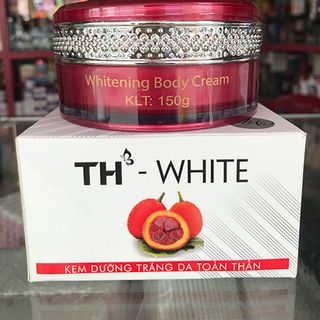 Whitening Body Cream
KLT: 150g
TH - WHITE
KEM DƯỠNG TRẮNG DA TOÀN THÂN